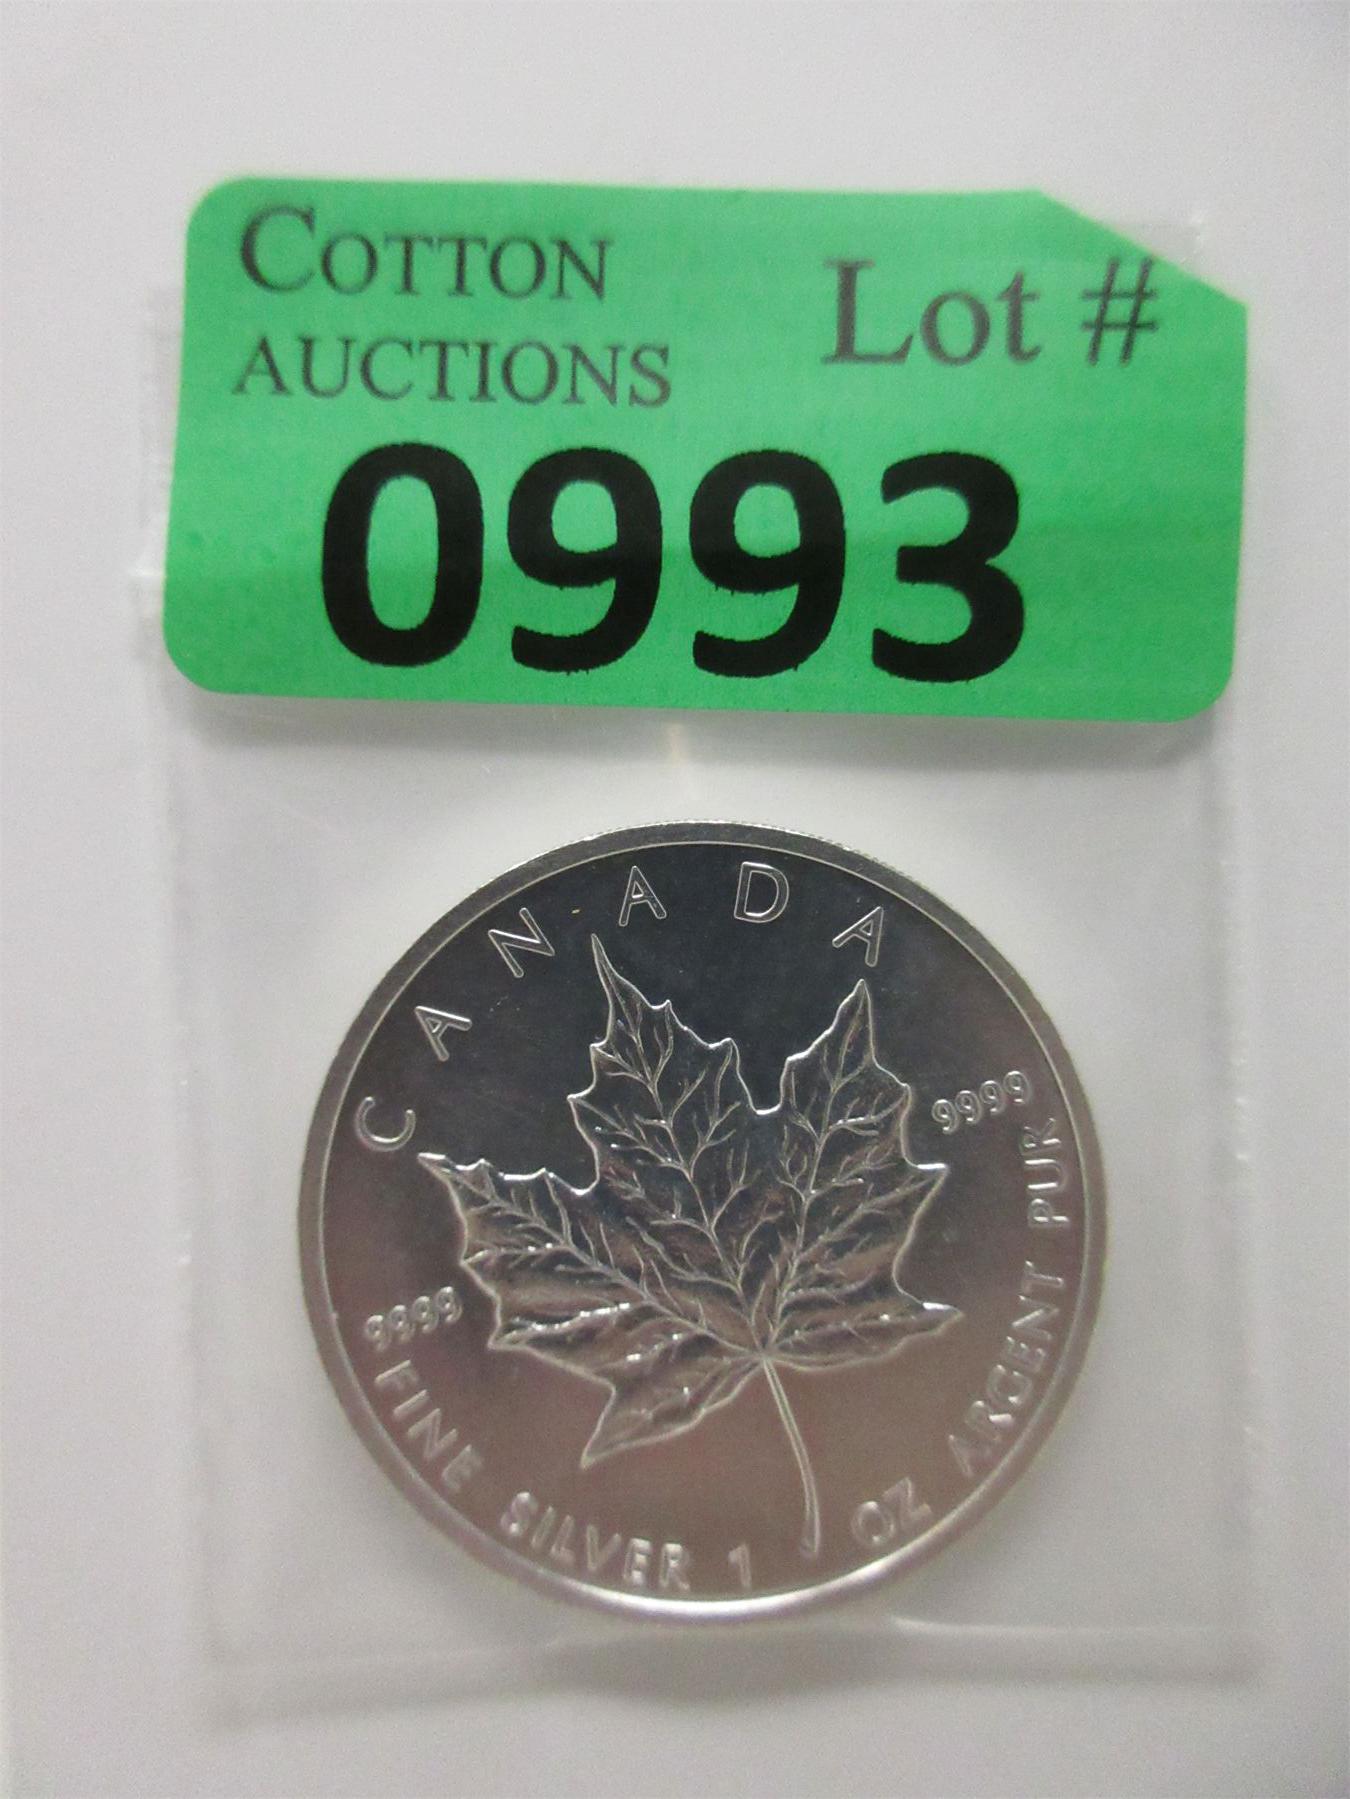 COTTON
AUCTIONS
Lot #
0993
CANADA
9999
9999
FINE SILVER 1 OZ ARGENT PUR